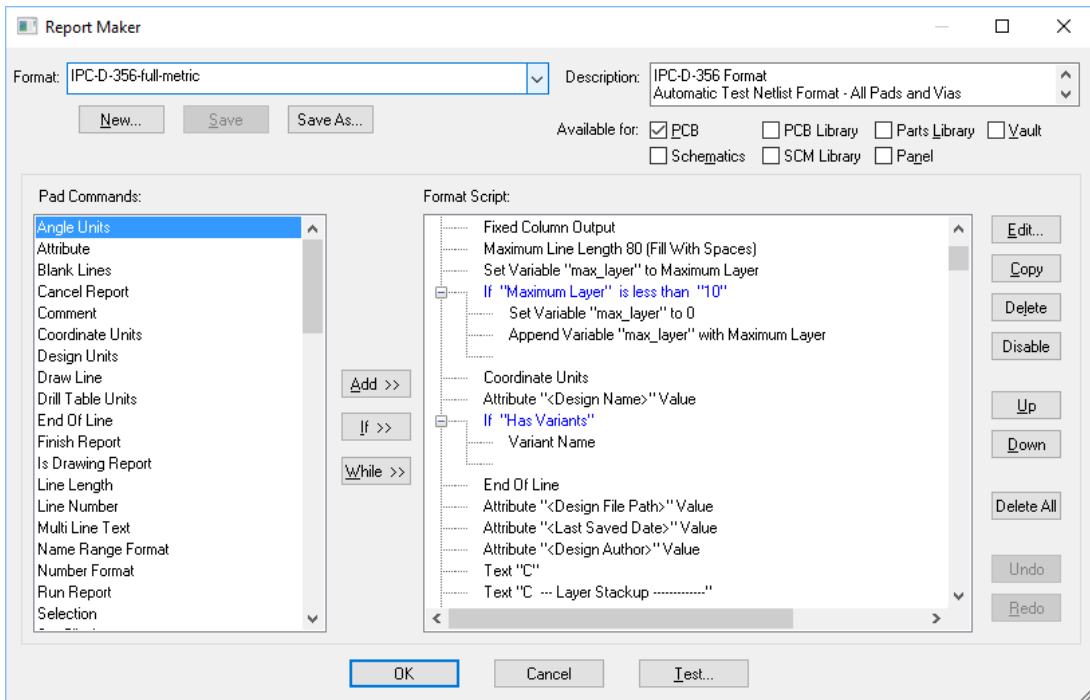 Report Maker
Format: IPC-D-356-full-metric
Description: IPC-D-356 Format
Automatic Test Netlist Format - All Pads and Vias
New... Save Save As...
Available for: PCB PCB Library Parts Library Vault
Schematics SCM Library Panel
Pad Commands:
Angle Units
Attribute
Blank Lines
Cancel Report
Comment
Coordinate Units
Design Units
Draw Line
Drill Table Units
End Of Line
Finish Report
Is Drawing Report
Line Length
Line Number
Multi Line Text
Name Range Format
Number Format
Run Report
Selection
Add >>
If >>
While >>
Format Script:
Fixed Column Output
Maximum Line Length 80 (Fill With Spaces)
Set Variable "max_layer" to Maximum Layer
If "Maximum Layer" is less than "10"
Set Variable "max_layer" to 0
Append Variable "max_layer" with Maximum Layer
Coordinate Units
Attribute "<Design Name>" Value
If "Has Variants"
Variant Name
End Of Line
Attribute "<Design File Path>" Value
Attribute "<Last Saved Date>" Value
Attribute "<Design Author>" Value
Text "C"
Text "C --- Layer Stackup -------------"
Edit...
Copy
Delete
Disable
Up
Down
Delete All
Undo
Redo
OK Cancel Test...